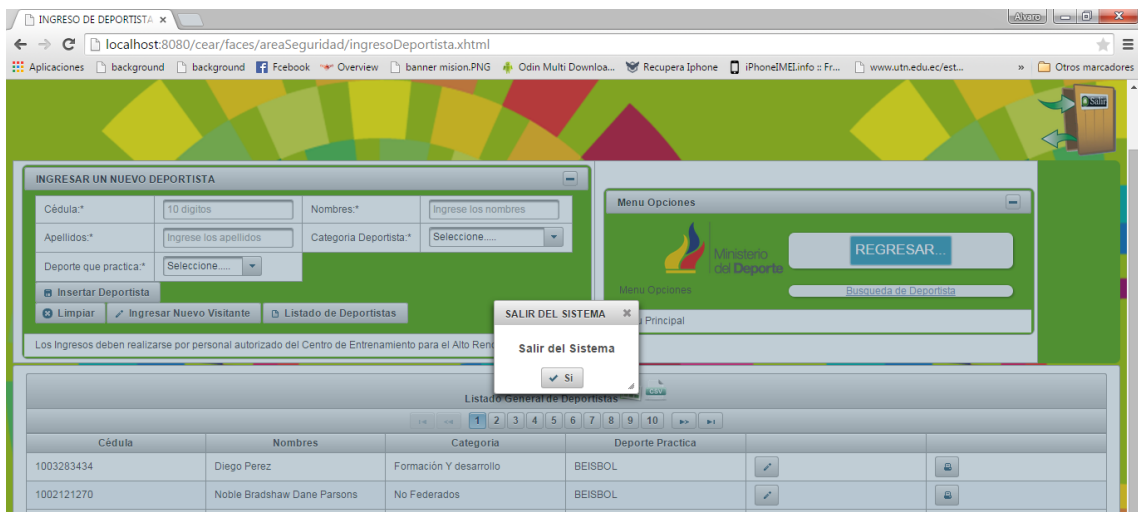 INGRESO DE DEPORTISTA
Alvaro
localhost:8080/cear/faces/areaSeguridad/ingresoDeportista.xhtml
Aplicaciones background background Fcebook Overview banner mision.PNG Odin Multi Downloa... Recupera Iphone iPhoneIMEI.info :: Fr... www.utn.edu.ec/est... » Otros marcadores
Salir
INGRESAR UN NUEVO DEPORTISTA
Cédula:* 10 digitos Nombres:* Ingrese los nombres
Apellidos:* Ingrese los apellidos Categoria Deportista:* Seleccione.....
Deporte que practica:* Seleccione.....
Insertar Deportista
Limpiar Ingresar Nuevo Visitante Listado de Deportistas
Los Ingresos deben realizarse por personal autorizado del Centro de Entrenamiento para el Alto Ren
Menu Opciones
Ministerio
del Deporte
REGRESAR...
Menu Opciones Busqueda de Deportista
Principal
SALIR DEL SISTEMA
Salir del Sistema
Si
Listado General de Deportistas
CSV
1 2 3 4 5 6 7 8 9 10
Cédula Nombres Categoria Deporte Practica
1003283434 Diego Perez Formación Y desarrollo BEISBOL
1002121270 Noble Bradshaw Dane Parsons No Federados BEISBOL